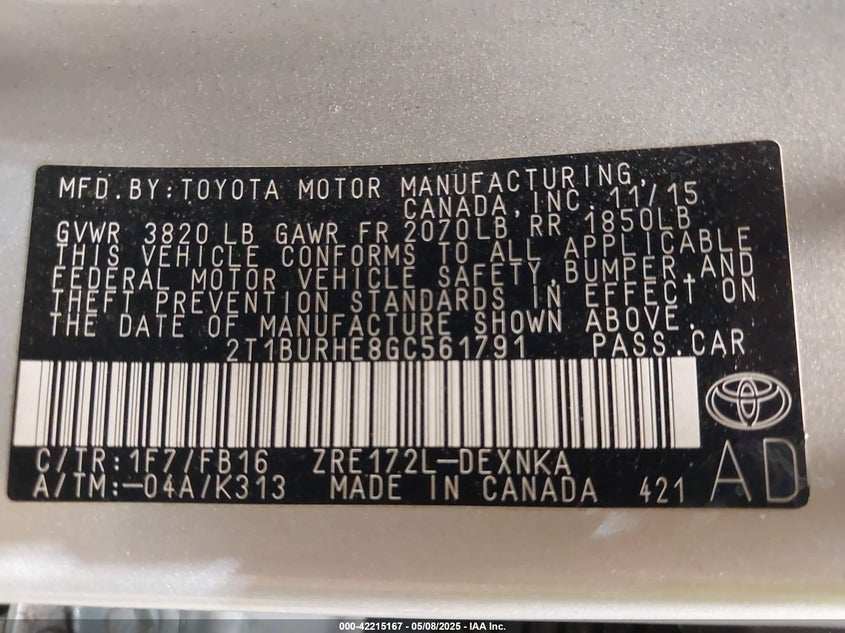 MFD.BY:TOYOTA MOTOR MANUFACTURING,
CANADA,INC. 11/15
GVWR 3820 LB GAWR FR 2070LB RR 1850LB
THIS VEHICLE CONFORMS TO ALL APPLICABLE
FEDERAL MOTOR VEHICLE SAFETY,BUMPER,AND
THEFT PREVENTION STANDARDS IN EFFECT ON
THE DATE OF MANUFACTURE SHOWN ABOVE.
2T1BURHE8GC561791 PASS.CAR
C/TR:1F7/FB16 ZRE172L-DEXNKA
A/TM:-04A/K313 MADE IN CANADA 421
AD
000-42215167 - 05/08/2025 - IAA Inc.